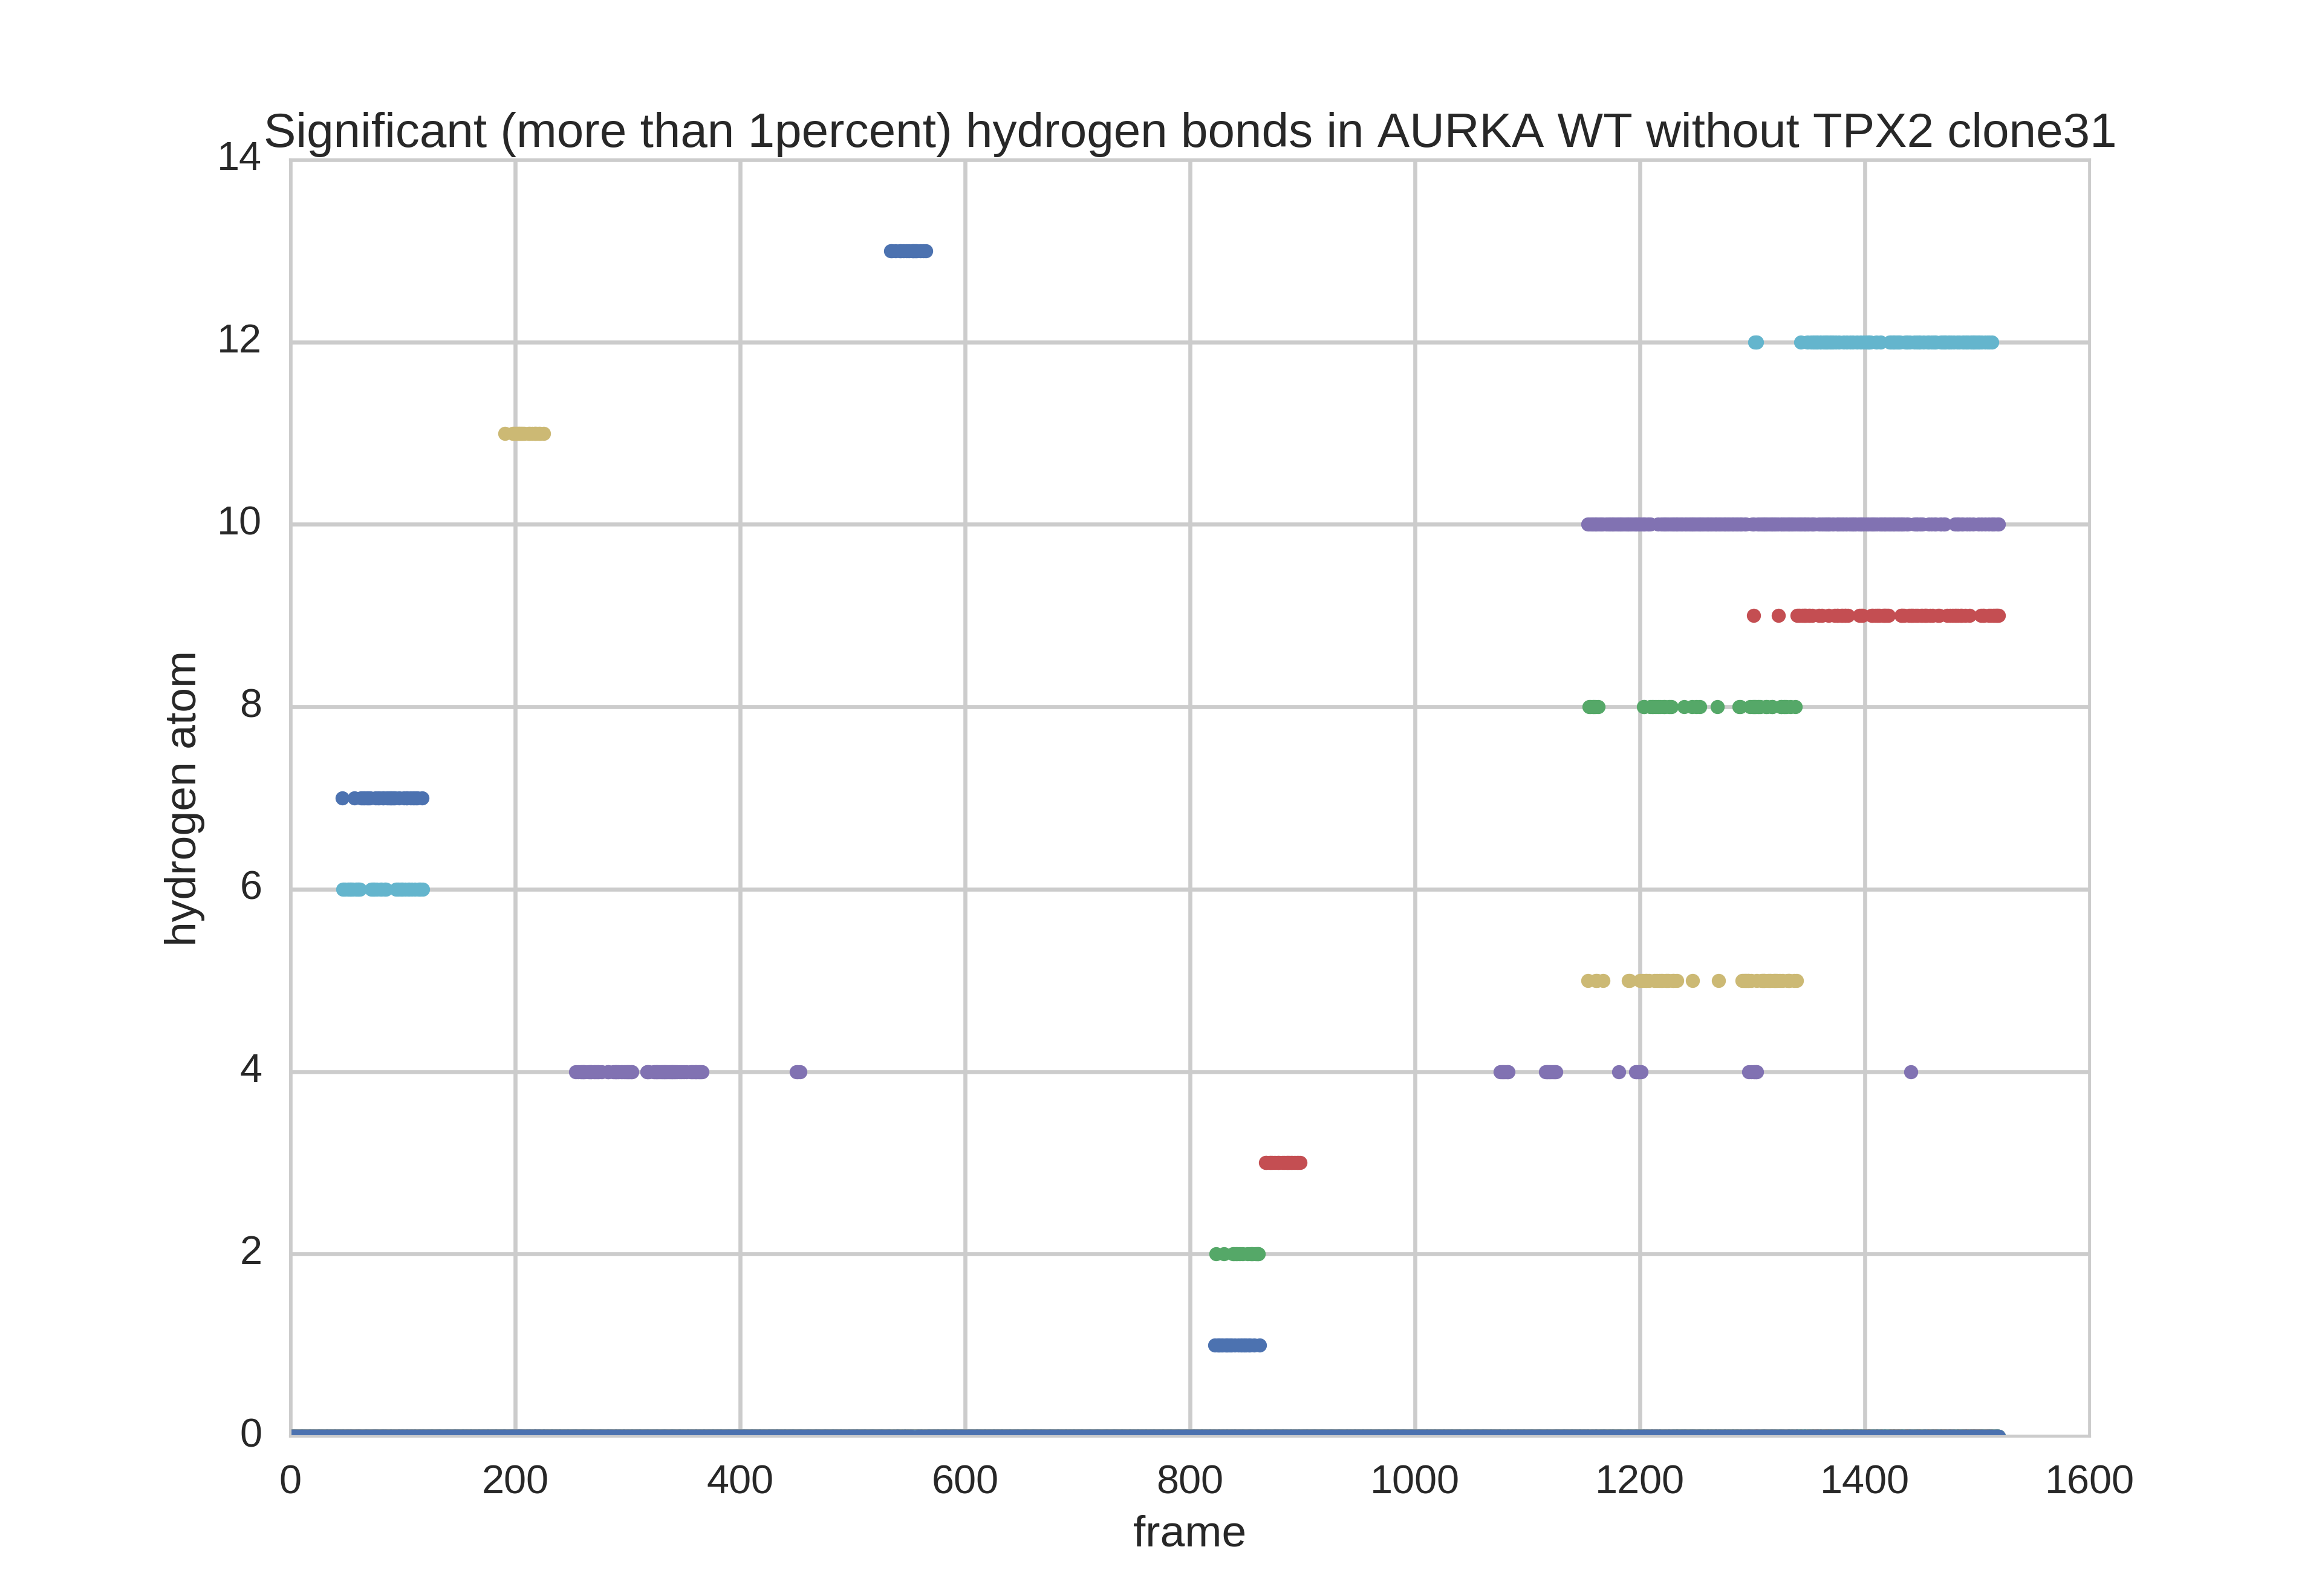 Significant (more than 1percent) hydrogen bonds in AURKA WT without TPX2 clone31
14
12
10
8
6
4
2
0
hydrogen atom
0 200 400 600 800 1000 1200 1400 1600
frame